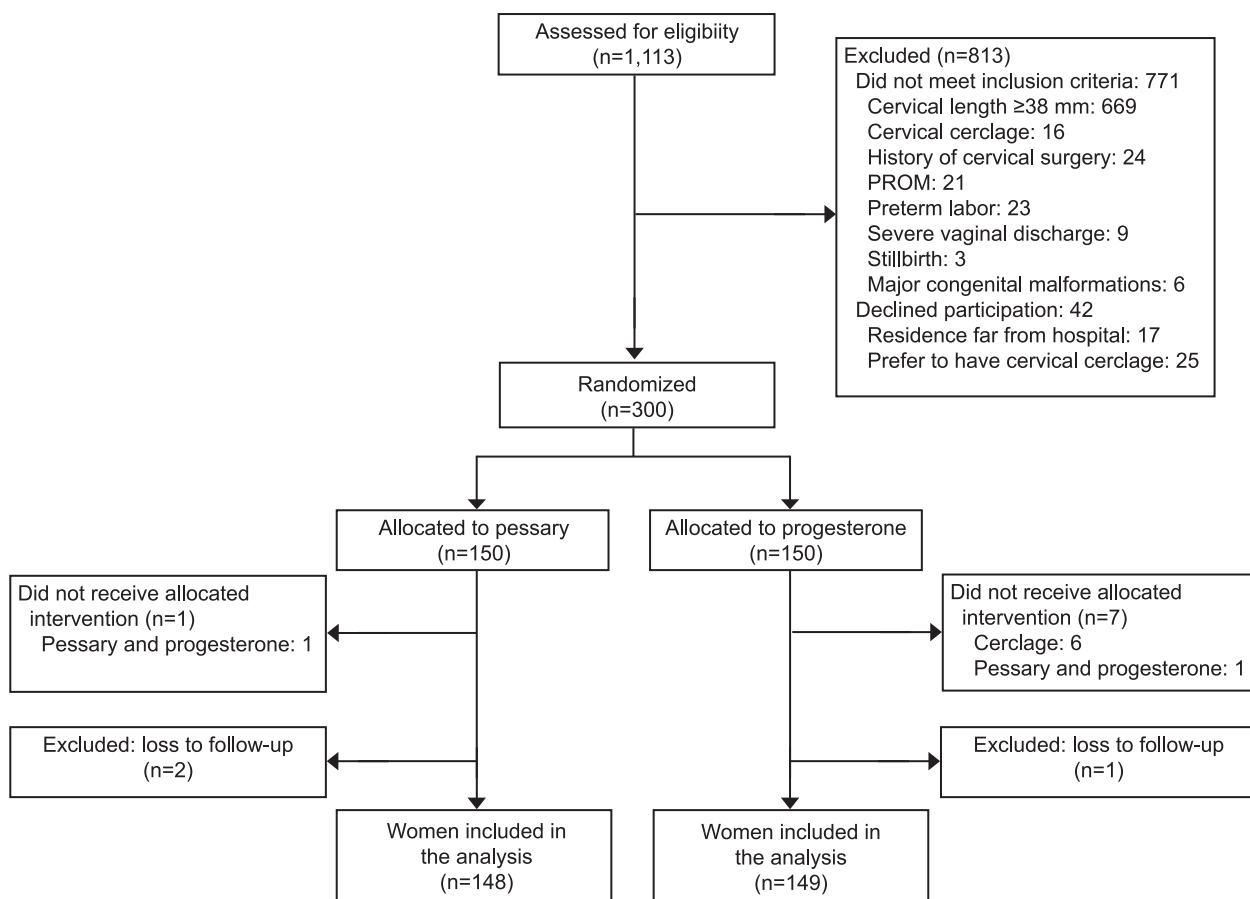 Assessed for eligibiity
(n=1,113)
Excluded (n=813)
Did not meet inclusion criteria: 771
Cervical length ≥38 mm: 669
Cervical cerclage: 16
History of cervical surgery: 24
PROM: 21
Preterm labor: 23
Severe vaginal discharge: 9
Stillbirth: 3
Major congenital malformations: 6
Declined participation: 42
Residence far from hospital: 17
Prefer to have cervical cerclage: 25
Randomized
(n=300)
Allocated to pessary
(n=150)
Allocated to progesterone
(n=150)
Did not receive allocated
intervention (n=1)
Pessary and progesterone: 1
Did not receive allocated
intervention (n=7)
Cerclage: 6
Pessary and progesterone: 1
Excluded: loss to follow-up
(n=2)
Excluded: loss to follow-up
(n=1)
Women included in
the analysis
(n=148)
Women included in
the analysis
(n=149)